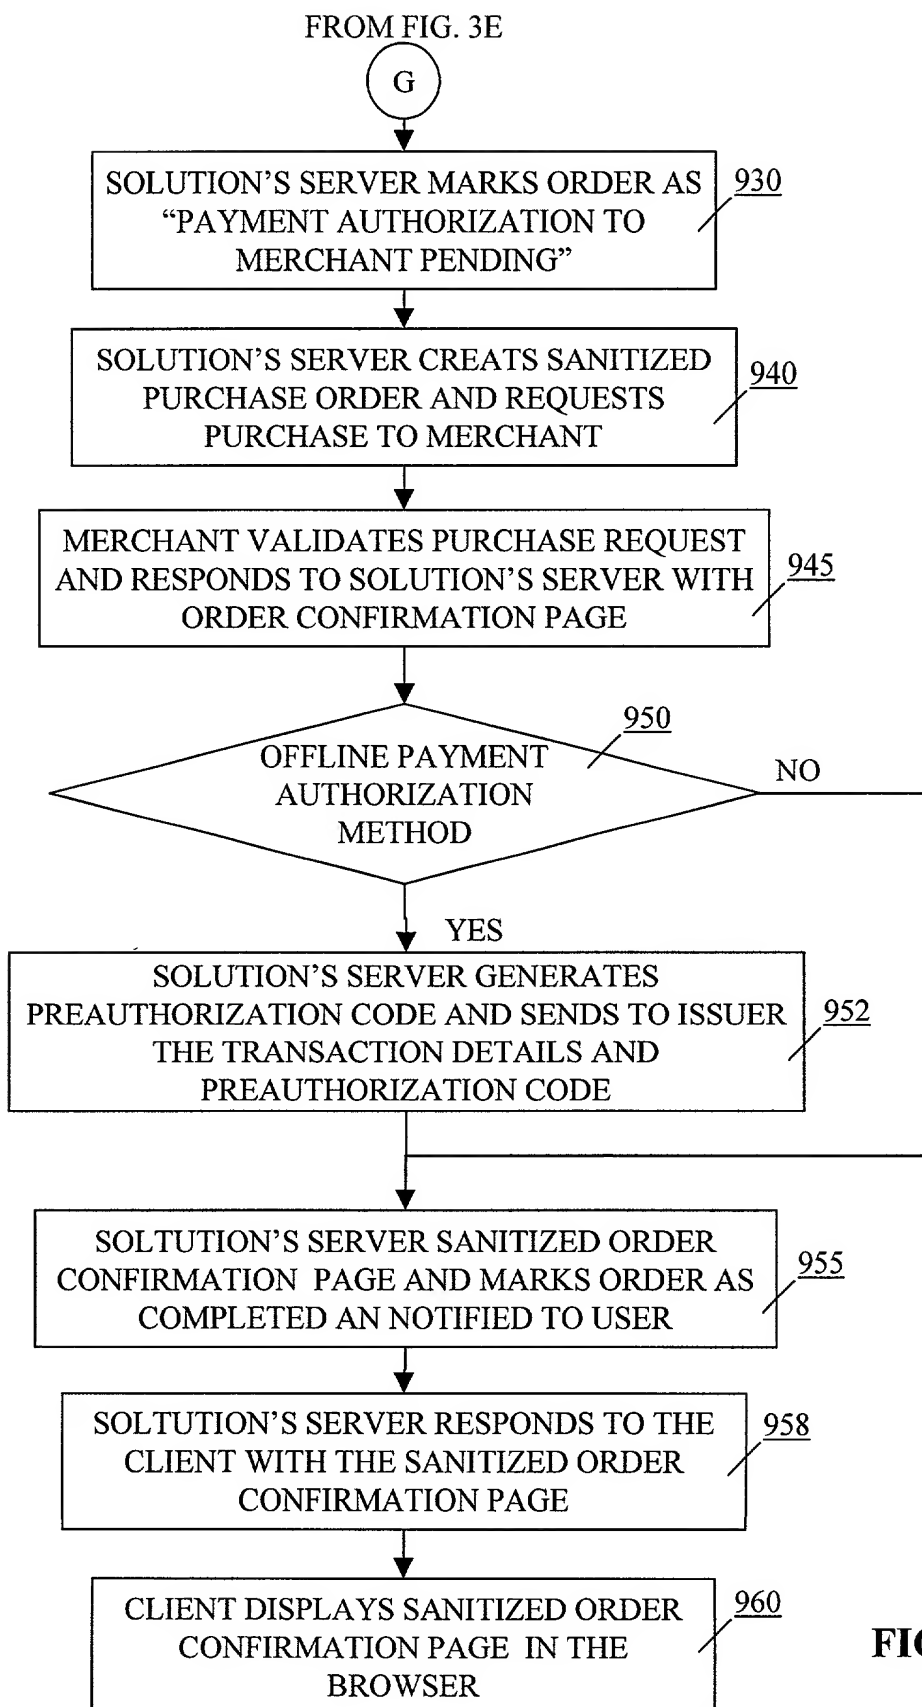 FROM FIG. 3E
G
SOLUTION'S SERVER MARKS ORDER AS
“PAYMENT AUTHORIZATION TO
MERCHANT PENDING”
930
SOLUTION'S SERVER CREATS SANITIZED
PURCHASE ORDER AND REQUESTS
PURCHASE TO MERCHANT
940
MERCHANT VALIDATES PURCHASE REQUEST
AND RESPONDS TO SOLUTION'S SERVER WITH
ORDER CONFIRMATION PAGE
945
OFFLINE PAYMENT
AUTHORIZATION
METHOD
950
NO
YES
SOLUTION'S SERVER GENERATES
PREAUTHORIZATION CODE AND SENDS TO ISSUER
THE TRANSACTION DETAILS AND
PREAUTHORIZATION CODE
952
SOLTUTION'S SERVER SANITIZED ORDER
CONFIRMATION PAGE AND MARKS ORDER AS
COMPLETED AN NOTIFIED TO USER
955
SOLTUTION'S SERVER RESPONDS TO THE
CLIENT WITH THE SANITIZED ORDER
CONFIRMATION PAGE
958
CLIENT DISPLAYS SANITIZED ORDER
CONFIRMATION PAGE IN THE
BROWSER
960